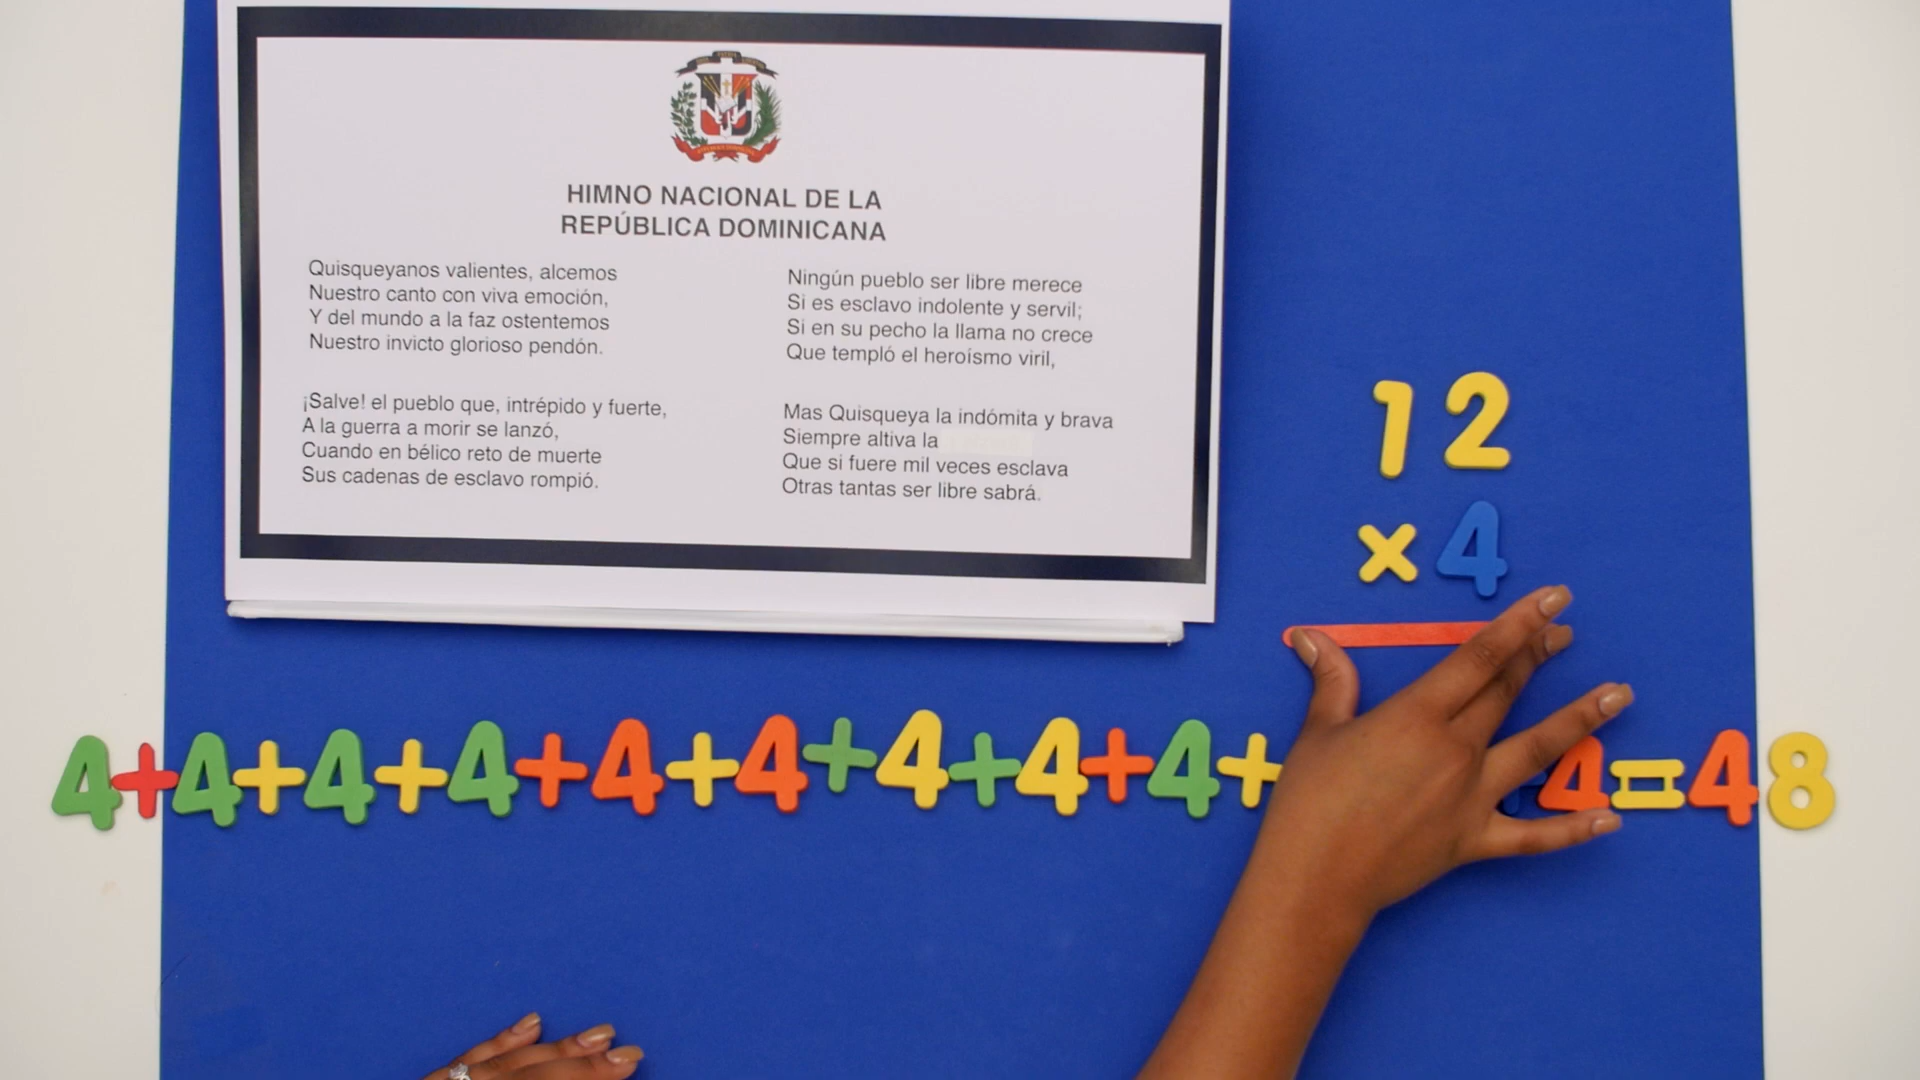 HIMNO NACIONAL DE LA
REPÚBLICA DOMINICANA
Quisqueyanos valientes, alcemos
Nuestro canto con viva emoción,
Y del mundo a la faz ostentemos
Nuestro invicto glorioso pendón.
¡Salve! el pueblo que, intrépido y fuerte,
A la guerra a morir se lanzó,
Cuando en bélico reto de muerte
Sus cadenas de esclavo rompió.
Ningún pueblo ser libre merece
Si es esclavo indolente y servil;
Si en su pecho la llama no crece
Que templó el heroísmo viril,
Mas Quisqueya la indómita y brava
Siempre altiva la
Que si fuere mil veces esclava
Otras tantas ser libre sabrá.
12
×4
4+4+4+4+4+4+4+4+4+ 4=48